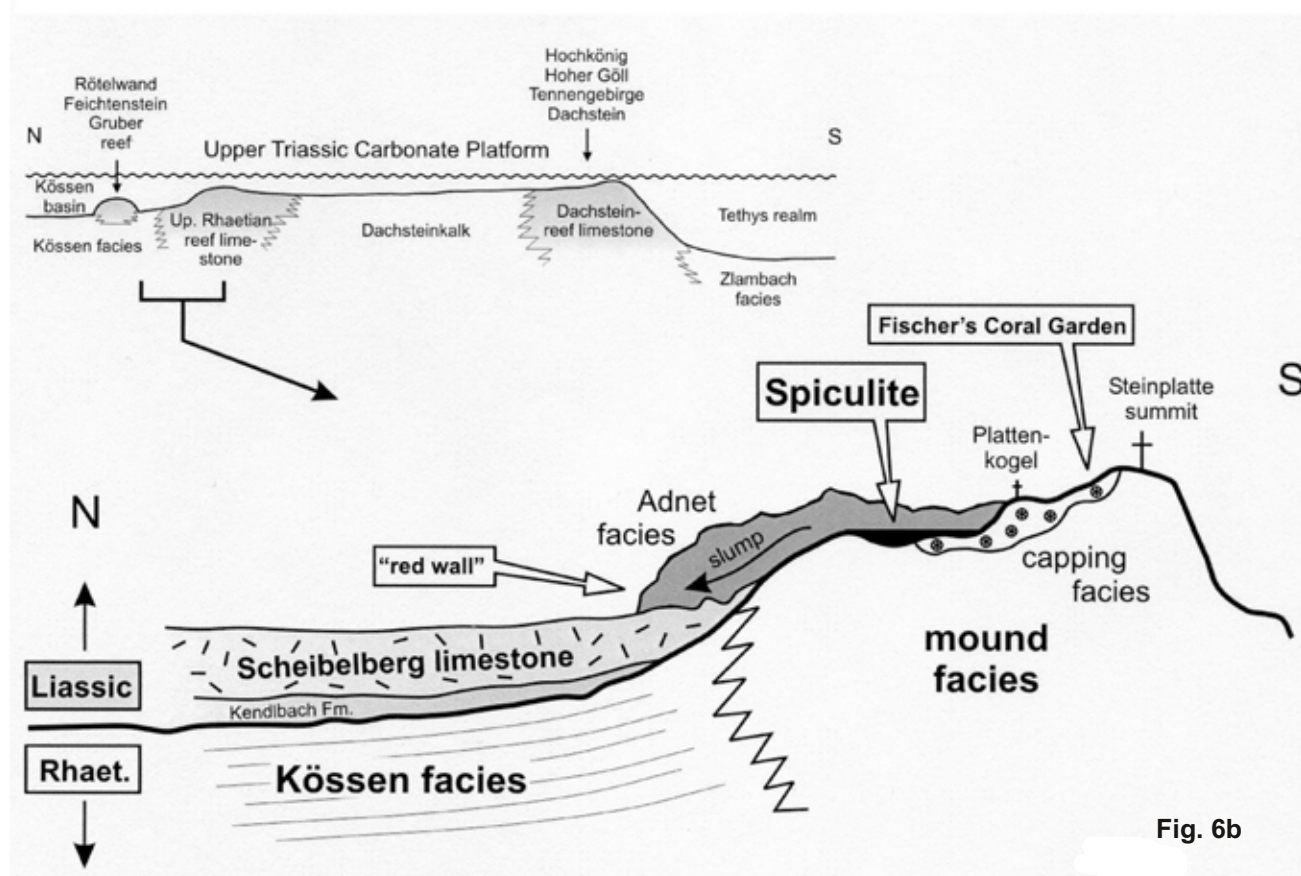 Rötelwand
Feichtenstein
Gruber
reef
Hochkönig
Hoher Göll
Tennengebirge
Dachstein
N
S
Upper Triassic Carbonate Platform
Kössen
basin
Up. Rhaetian
reef lime-
stone
Dachsteinkalk
Dachstein-
reef limestone
Tethys realm
Kössen facies
Zlambach
facies
Fischer's Coral Garden
S
Spiculite
Steinplatte
summit
Platten-
kogel
N
Adnet
facies
slump
"red wall"
capping
facies
mound
facies
Scheibelberg limestone
Liassic
Kendlbach Fm.
Rhaet.
Kössen facies
Fig. 6b